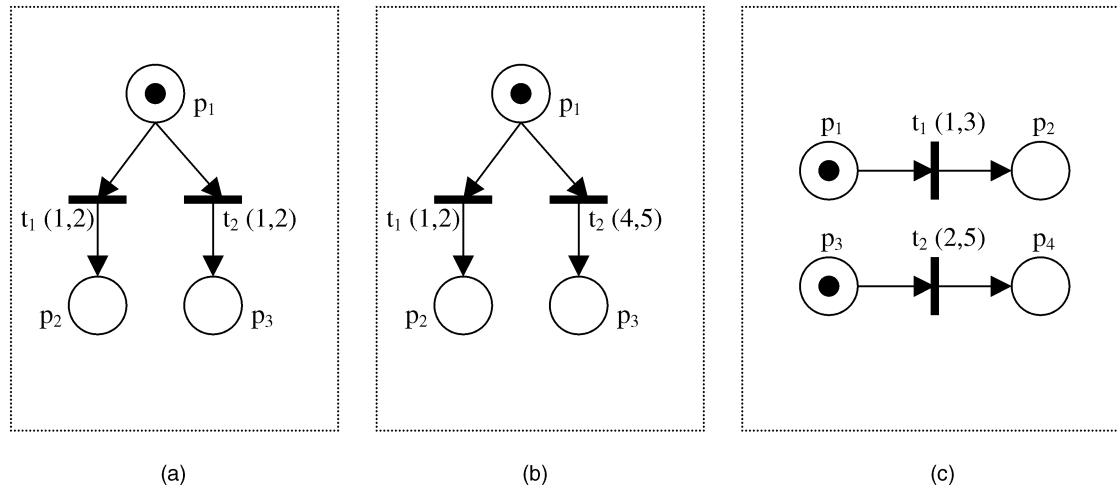 p₁
t₁ (1,2)
t₂ (1,2)
p₂
p₃
(a)
p₁
t₁ (1,2)
t₂ (4,5)
p₂
p₃
(b)
p₁
t₁ (1,3)
p₂
p₃
t₂ (2,5)
p₄
(c)